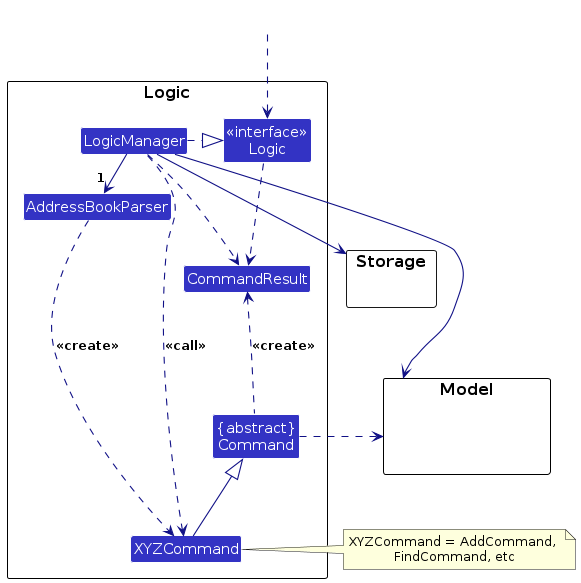 Logic
LogicManager
«interface»
Logic
1
AddressBookParser
CommandResult
Storage
«create»
«call»
«create»
Model
{abstract}
Command
XYZCommand
XYZCommand = AddCommand,
FindCommand, etc